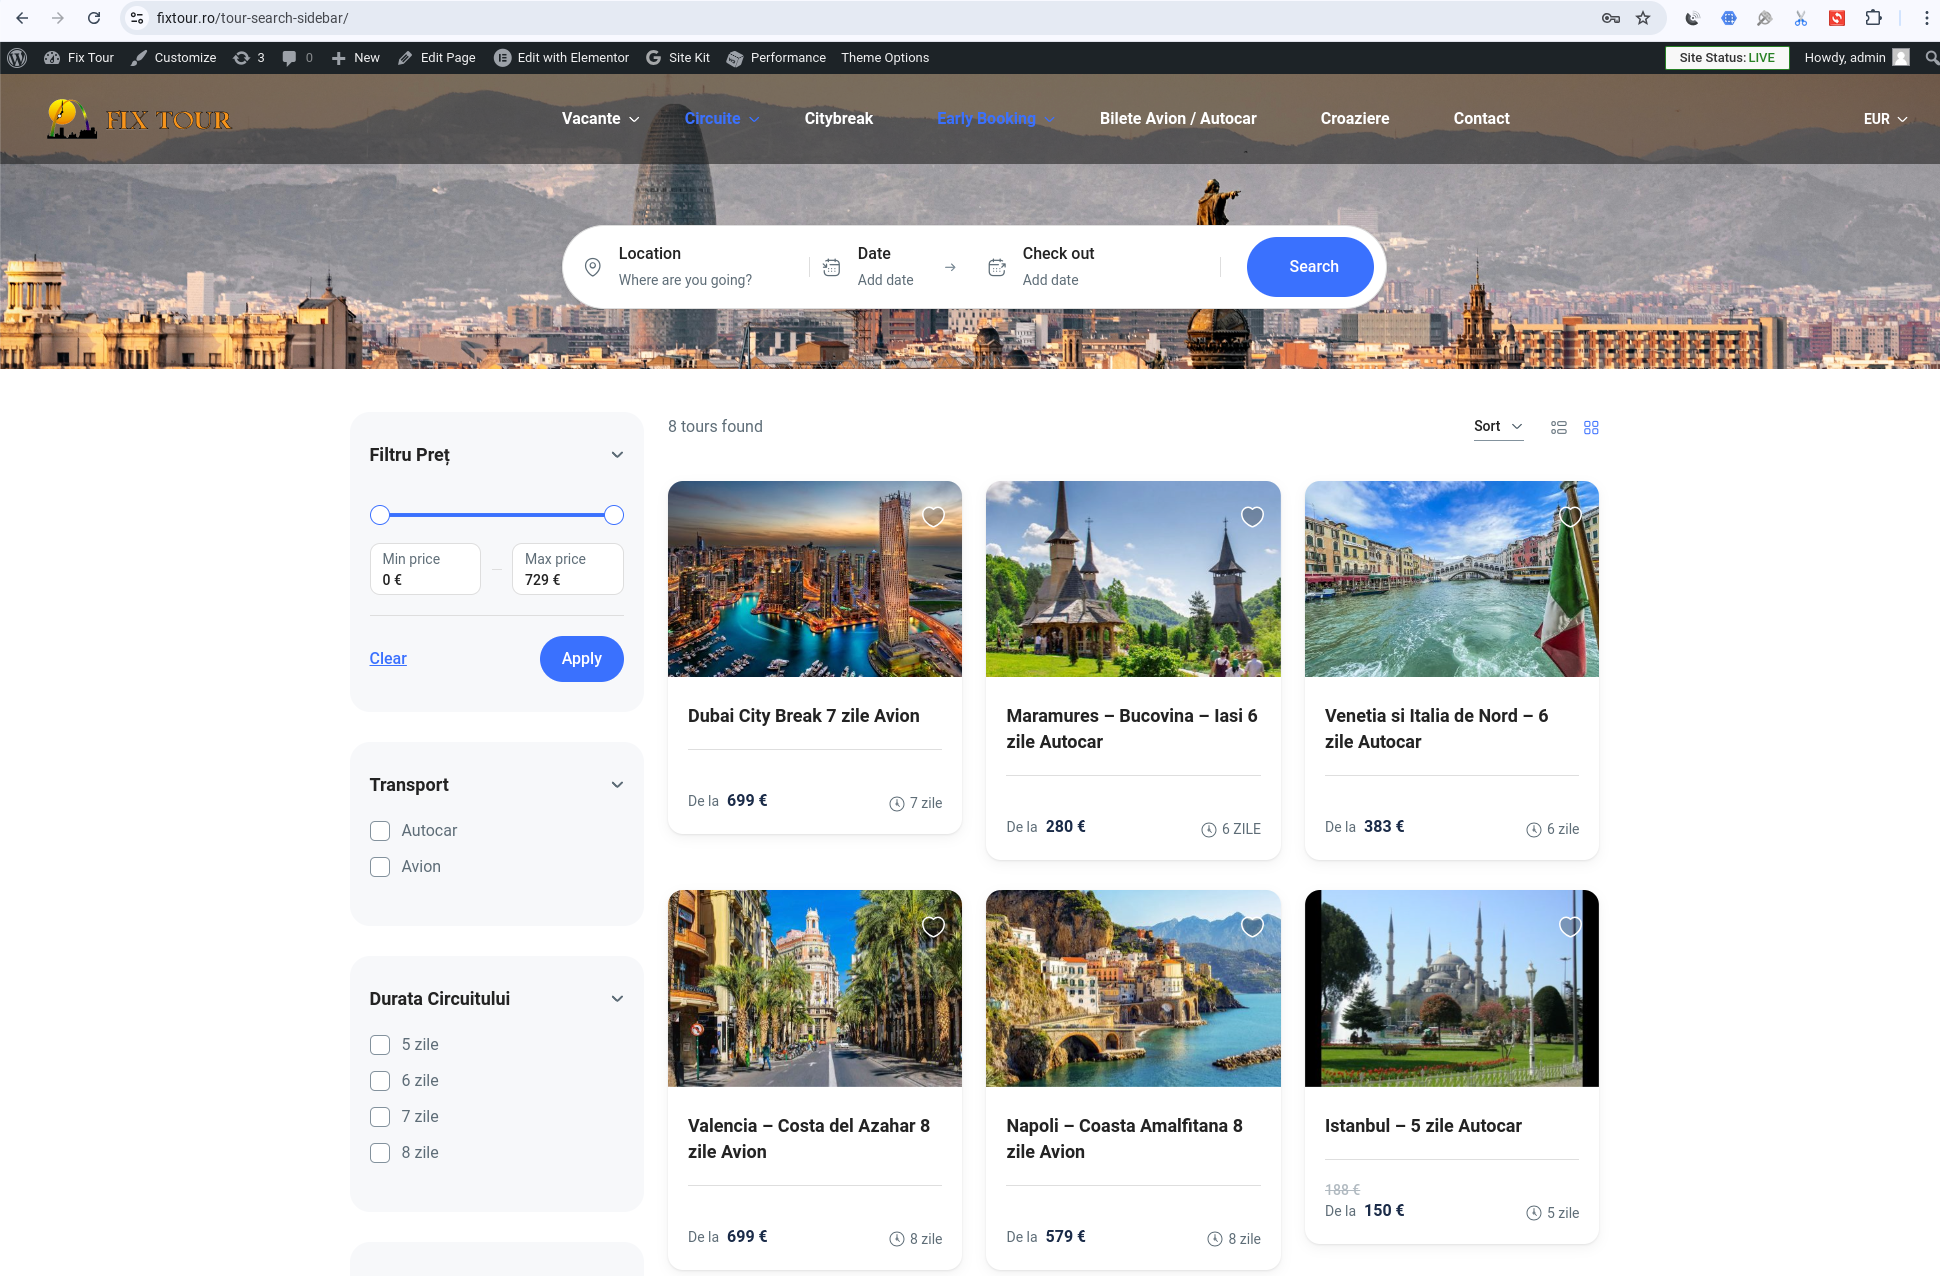 fixtour.ro/tour-search-sidebar/
Fix Tour Customize 3 0 New Edit Page Edit with Elementor Site Kit Performance Theme Options Site Status: LIVE Howdy, admin
FIX TOUR Vacante Circuite Citybreak Early Booking Bilete Avion / Autocar Croaziere Contact EUR
Location Date Check out
Where are you going? Add date Add date
Search
8 tours found Sort
Filtru Preț
Min price Max price
0 € 729 €
Clear Apply
Transport
Autocar
Avion
Durata Circuitului
5 zile
6 zile
7 zile
8 zile
Dubai City Break 7 zile Avion
De la 699 € 7 zile
Maramures – Bucovina – Iasi 6
zile Autocar
De la 280 € 6 ZILE
Venetia si Italia de Nord – 6
zile Autocar
De la 383 € 6 zile
Valencia – Costa del Azahar 8
zile Avion
De la 699 € 8 zile
Napoli – Coasta Amalfitana 8
zile Avion
De la 579 € 8 zile
Istanbul – 5 zile Autocar
188 €
De la 150 € 5 zile